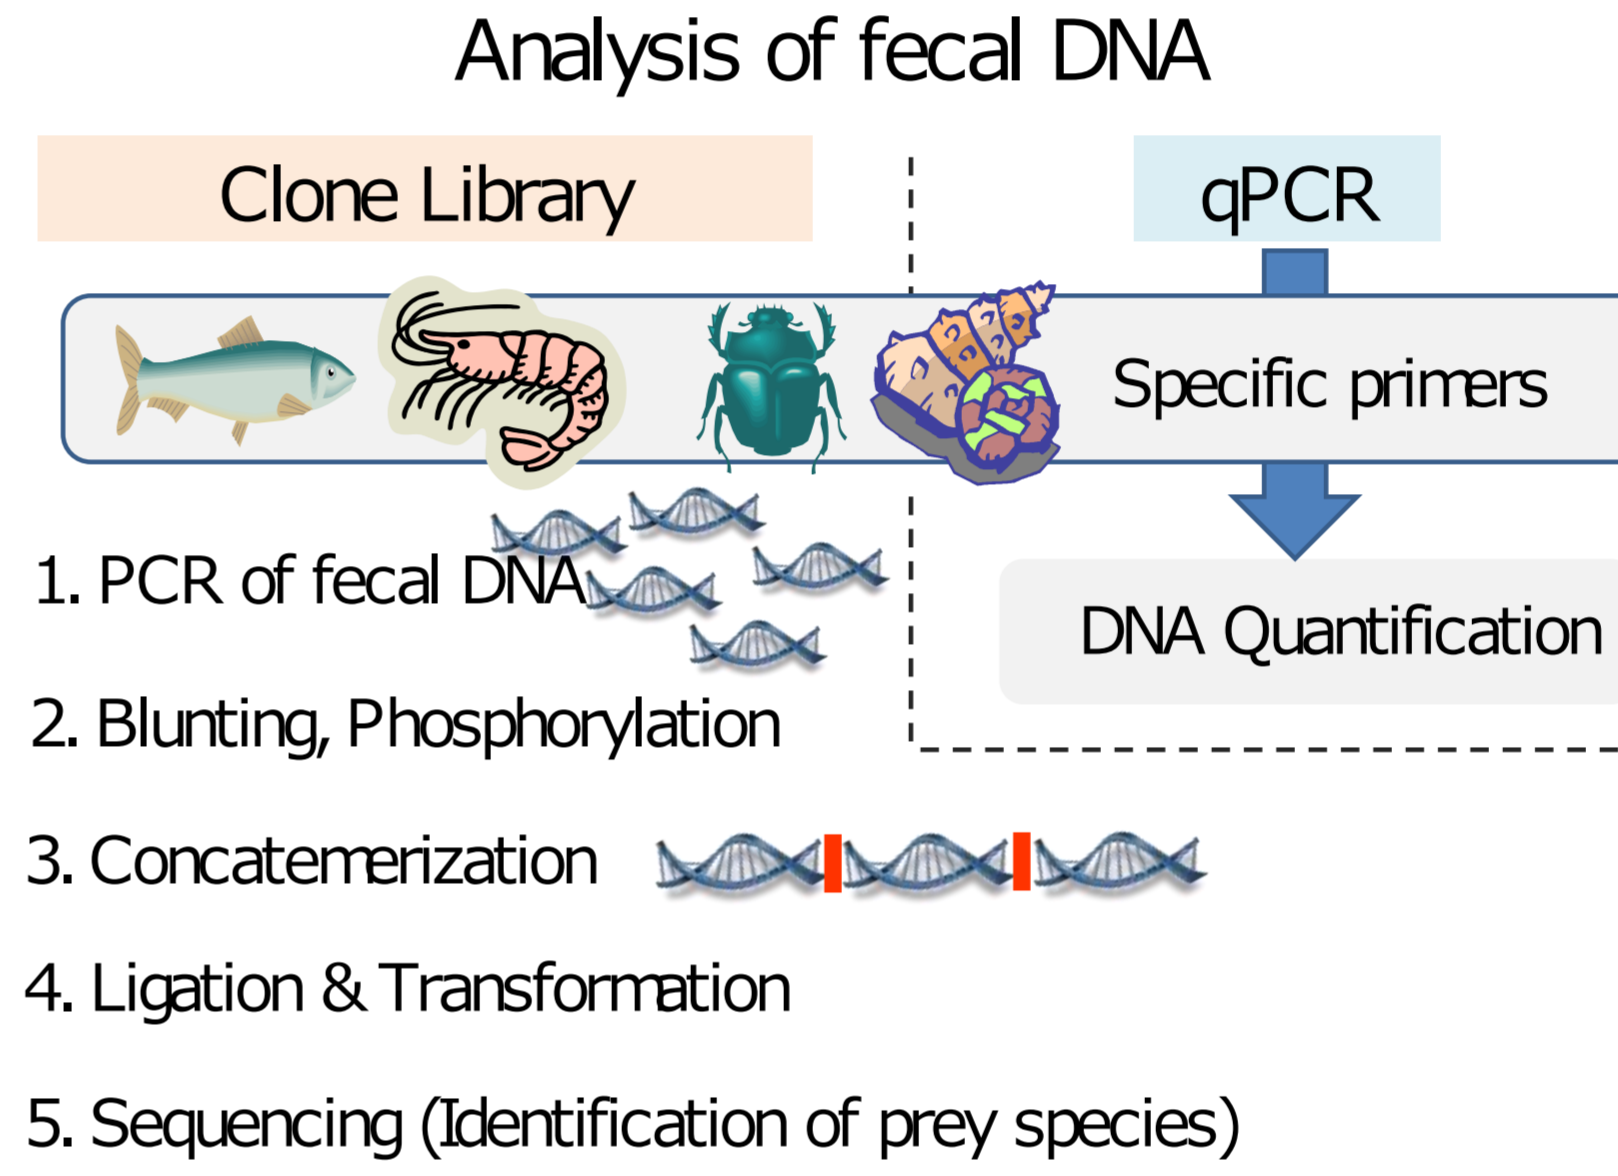 Analysis of fecal DNA
Clone Library
qPCR
Specific primers
1. PCR of fecal DNA
DNA Quantification
2. Blunting, Phosphorylation
3. Concatemerization
4. Ligation & Transformation
5. Sequencing (Identification of prey species)